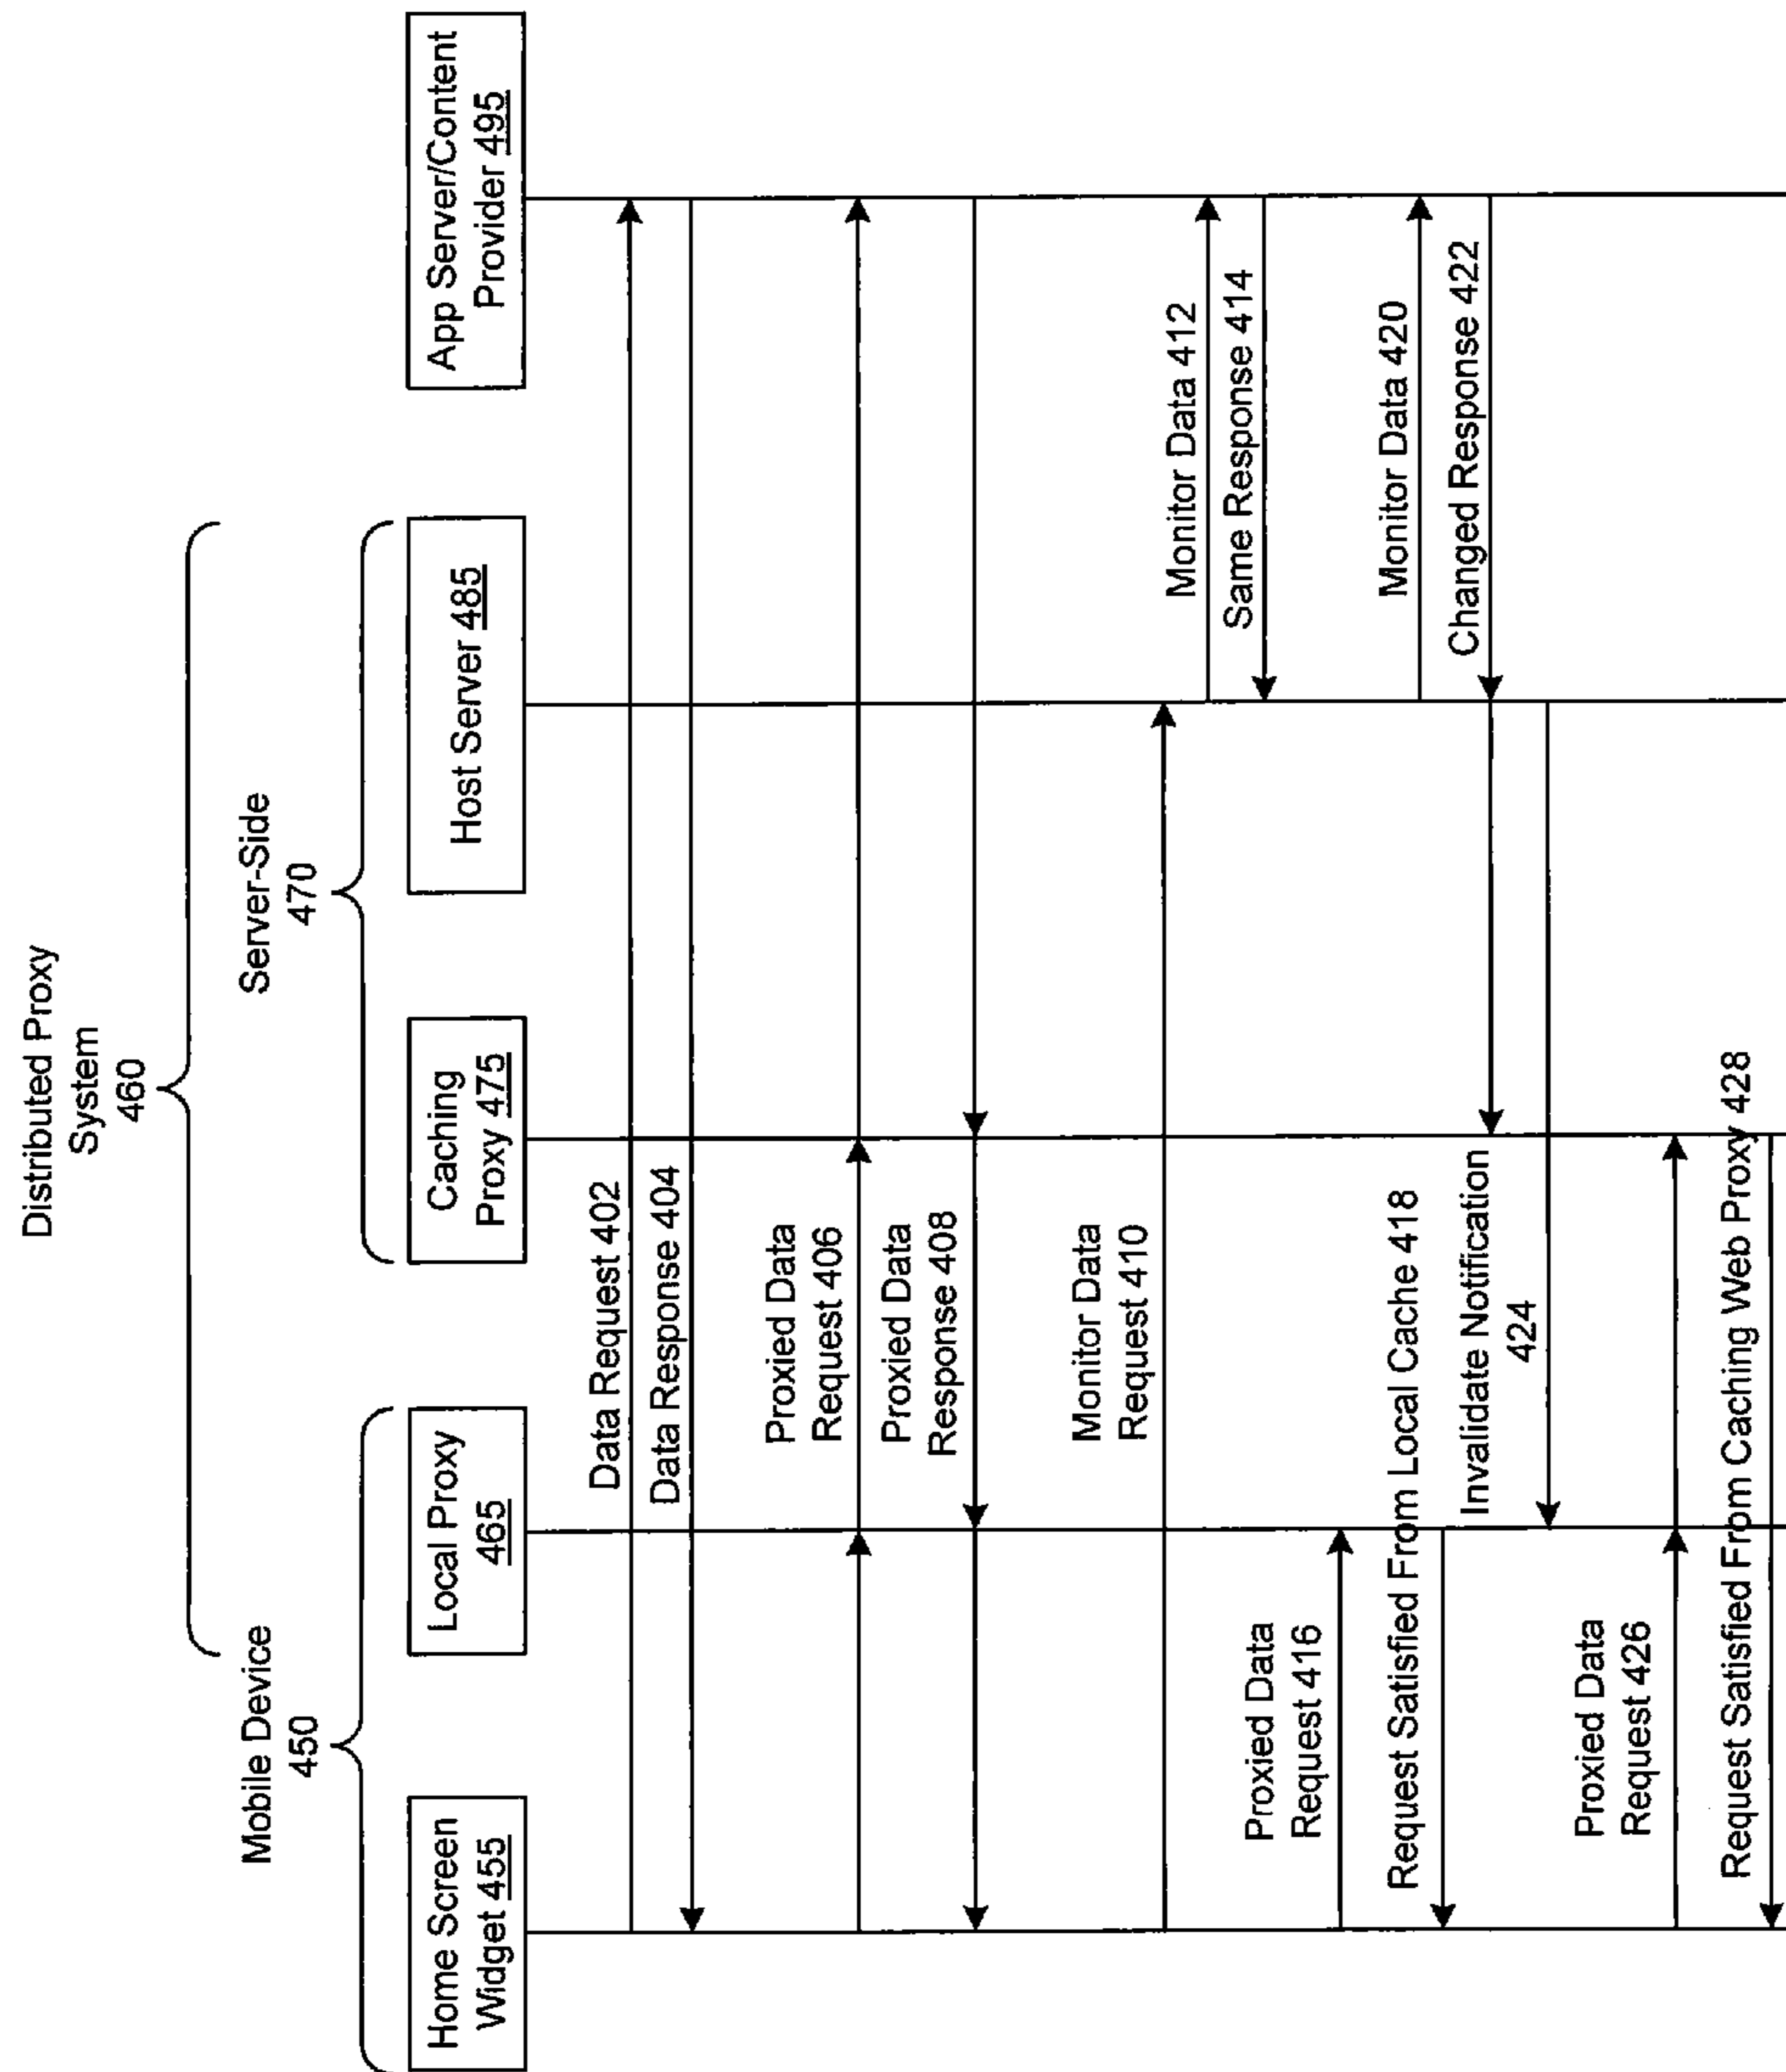 Distributed Proxy
System
460
Mobile Device
450
Server-Side
470
Home Screen
Widget 455
Local Proxy
465
Caching
Proxy 475
Host Server 485
App Server/Content
Provider 495
Data Request 402
Data Response 404
Proxied Data
Request 406
Proxied Data
Response 408
Monitor Data
Request 410
Monitor Data 412
Same Response 414
Proxied Data
Request 416
Request Satisfied From Local Cache 418
Monitor Data 420
Changed Response 422
Invalidate Notification
424
Proxied Data
Request 426
Request Satisfied From Caching Web Proxy 428